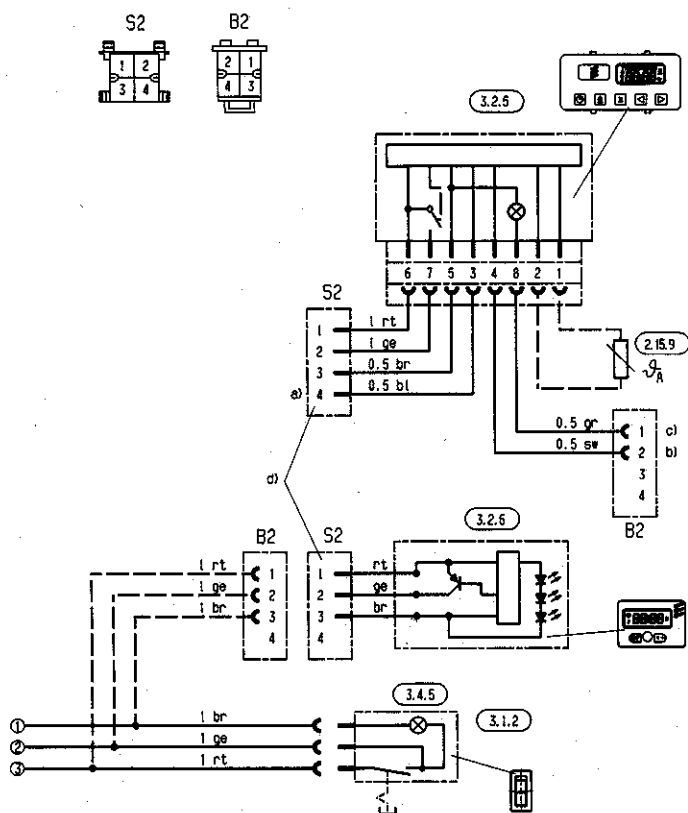 S2 B2
1 2
3 4
2 1
4 3
3.2.5
6 7 5 3 4 8 2 1
S2
1 1 rt
2 1 ge
3 0.5 br
a) 4 0.5 bl
2.15.9
ϑA
0.5 gr 1 c)
0.5 sw 2 b)
3
4
B2
d)
B2 S2
3.2.6
1 rt 1 1 rt
1 ge 2 2 ge
1 br 3 3 br
4 4
3.4.5
3.1.2
1 1 br
2 1 ge
3 1 rt